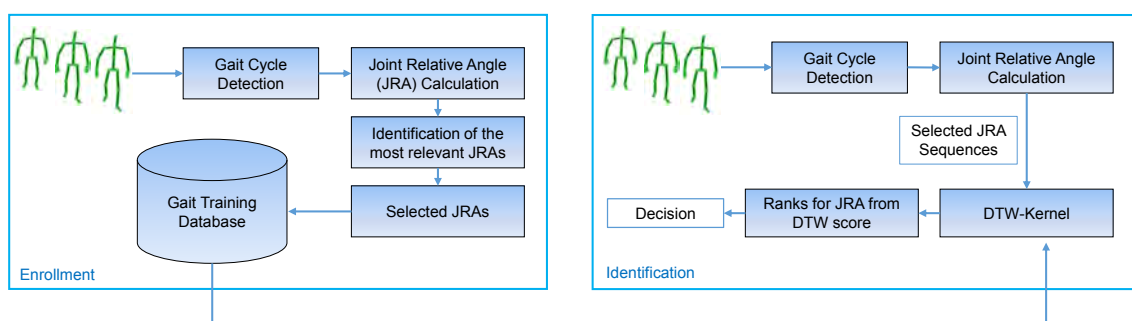 Gait Cycle
Detection
Joint Relative Angle
(JRA) Calculation
Identification of the
most relevant JRAs
Selected JRAs
Gait Training
Database
Enrollment
Gait Cycle
Detection
Joint Relative Angle
Calculation
Selected JRA
Sequences
DTW-Kernel
Ranks for JRA from
DTW score
Decision
Identification